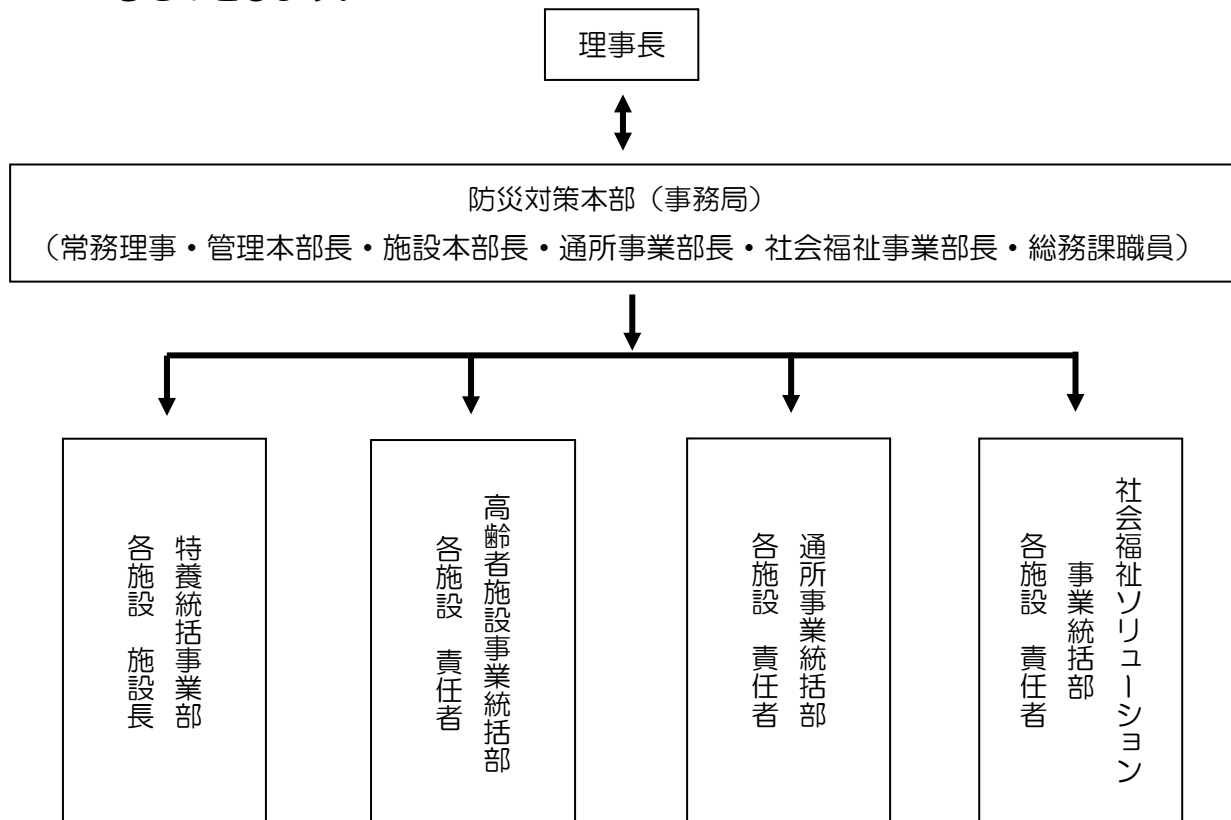 理事長
防災対策本部（事務局）
（常務理事・管理本部長・施設本部長・通所事業部長・社会福祉事業部長・総務課職員）
特養統括事業部
各施設　施設長
高齢者施設事業統括部
各施設　責任者
通所事業統括部
各施設　責任者
社会福祉ソリューション
事業統括部
各施設　責任者